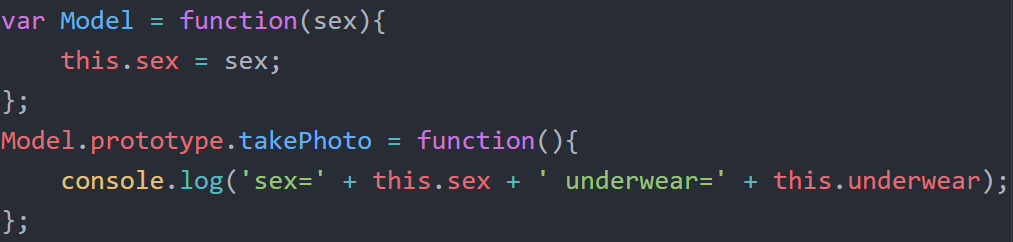 var Model = function(sex){
    this.sex = sex;
};
Model.prototype.takePhoto = function(){
    console.log('sex=' + this.sex + ' underwear=' + this.underwear);
};